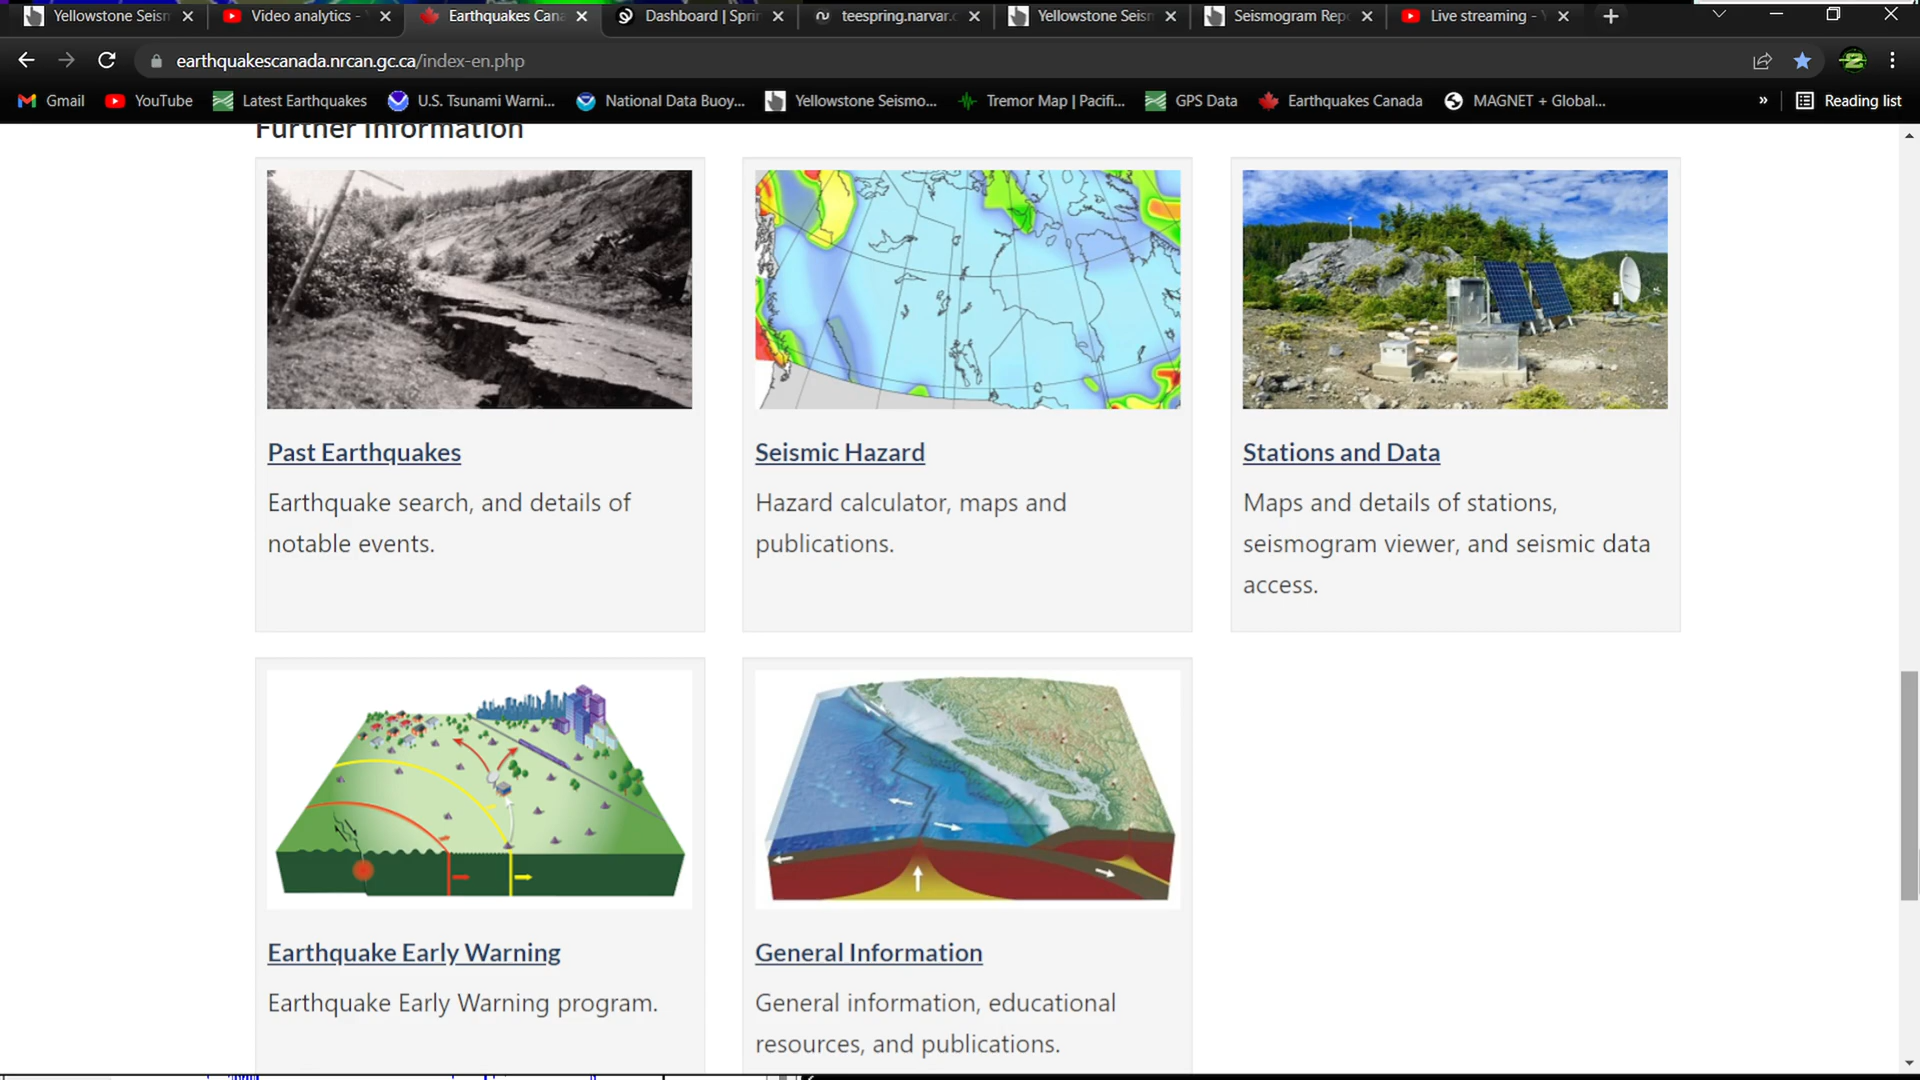 Yellowstone Seism
Video analytics - Y
Earthquakes Cana
Dashboard | Sprin
teespring.narvar.c
Yellowstone Seism
Seismogram Repo
Live streaming - Y
earthquakescanada.nrcan.gc.ca/index-en.php
Gmail
YouTube
Latest Earthquakes
U.S. Tsunami Warni...
National Data Buoy...
Yellowstone Seismo...
Tremor Map | Pacifi...
GPS Data
Earthquakes Canada
MAGNET + Global...
»
Reading list
Further Information
Past Earthquakes
Earthquake search, and details of
notable events.
Seismic Hazard
Hazard calculator, maps and
publications.
Stations and Data
Maps and details of stations,
seismogram viewer, and seismic data
access.
Earthquake Early Warning
Earthquake Early Warning program.
General Information
General information, educational
resources, and publications.